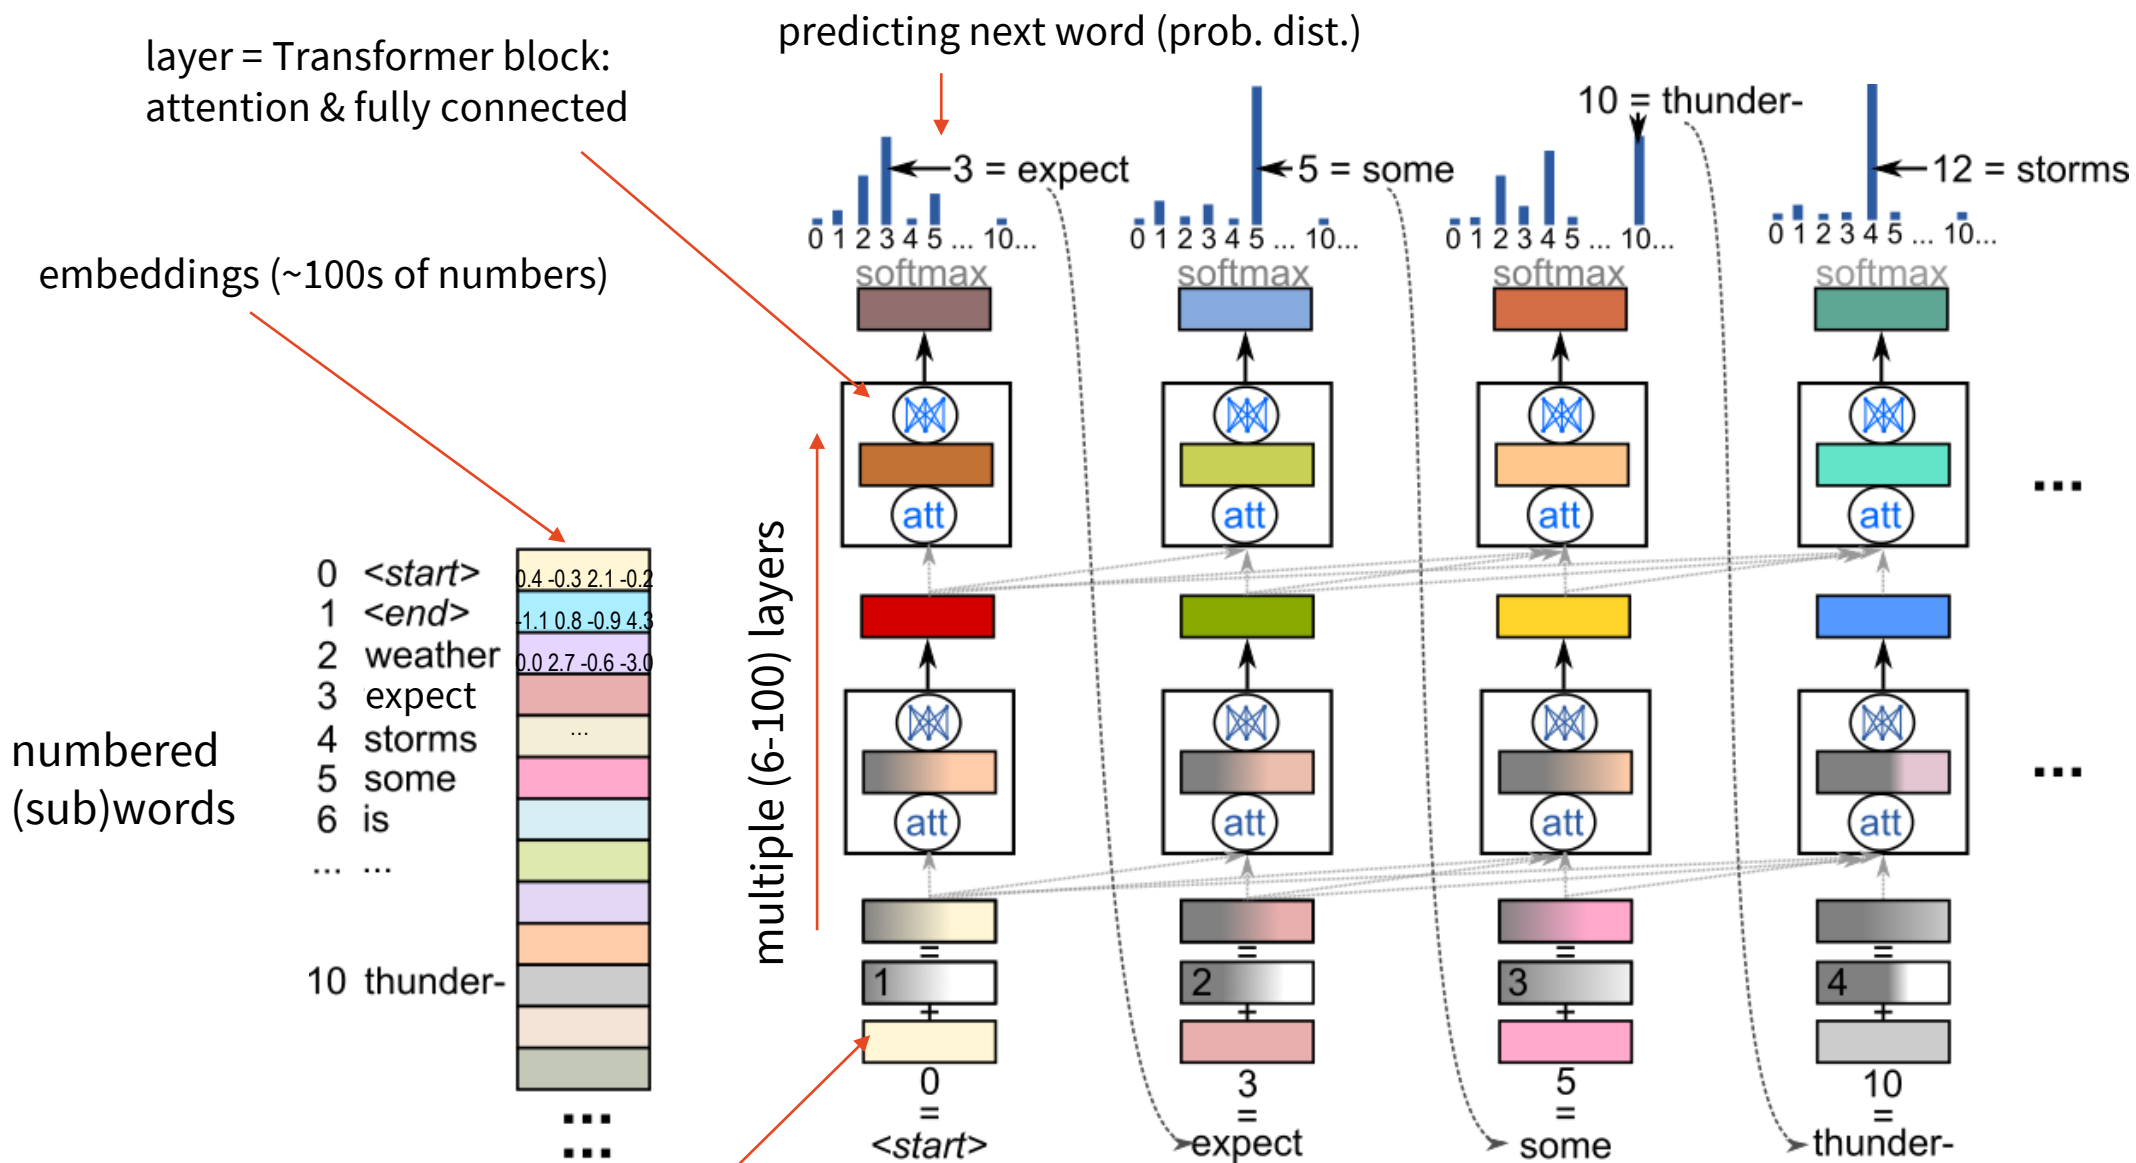 predicting next word (prob. dist.)
layer = Transformer block:
attention & fully connected
10 = thunder-
3 = expect
5 = some
12 = storms
0 1 2 3 4 5 ... 10...
0 1 2 3 4 5 ... 10...
0 1 2 3 4 5 ... 10...
0 1 2 3 4 5 ... 10...
softmax softmax softmax softmax
embeddings (~100s of numbers)
att att att att
...
multiple (6-100) layers
0 <start> 0.4 -0.3 2.1 -0.2
1 <end> -1.1 0.8 -0.9 4.3
2 weather 0.0 2.7 -0.6 -3.0
3 expect
4 storms ...
5 some
6 is
... ...
10 thunder-
...
...
numbered
(sub)words
att att att att
...
= = = =
1 2 3 4
+ + + +
0 3 5 10
= = = =
<start> expect some thunder-